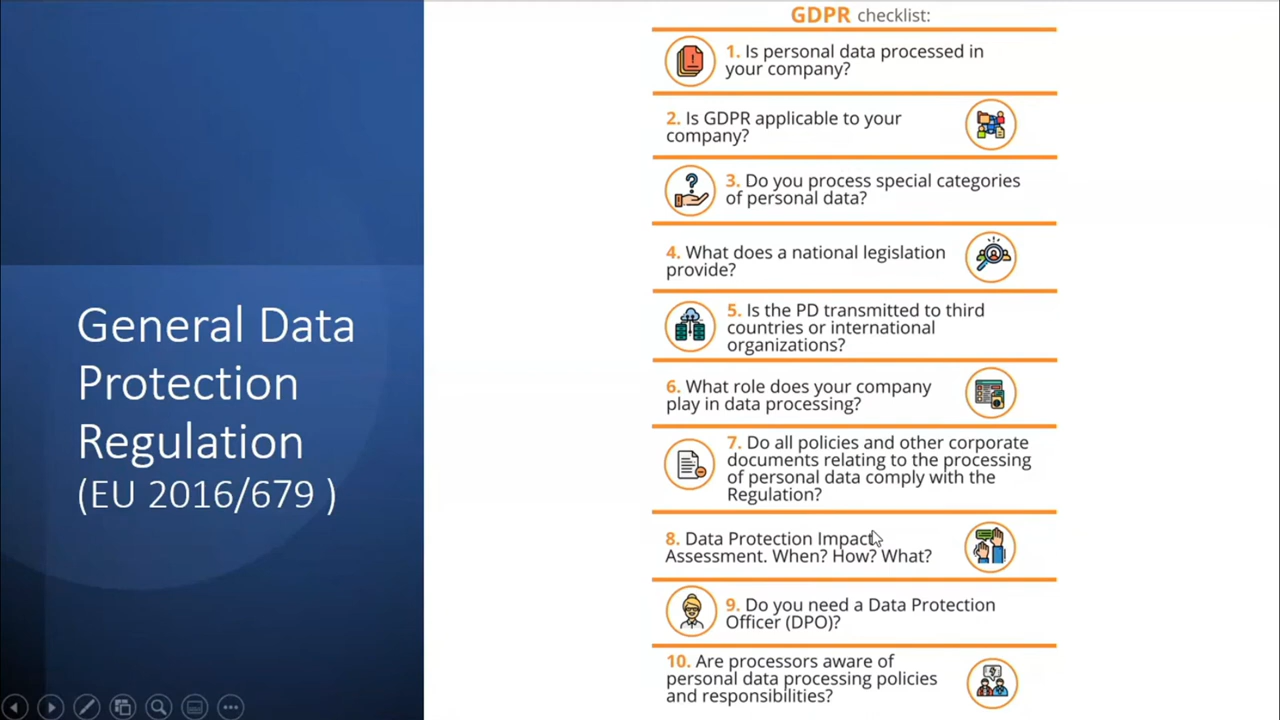 General Data
Protection
Regulation
(EU 2016/679 )
GDPR checklist:
1. Is personal data processed in
your company?
2. Is GDPR applicable to your
company?
3. Do you process special categories
of personal data?
4. What does a national legislation
provide?
5. Is the PD transmitted to third
countries or international
organizations?
6. What role does your company
play in data processing?
7. Do all policies and other corporate
documents relating to the processing
of personal data comply with the
Regulation?
8. Data Protection Impact
Assessment. When? How? What?
9. Do you need a Data Protection
Officer (DPO)?
10. Are processors aware of
personal data processing policies
and responsibilities?